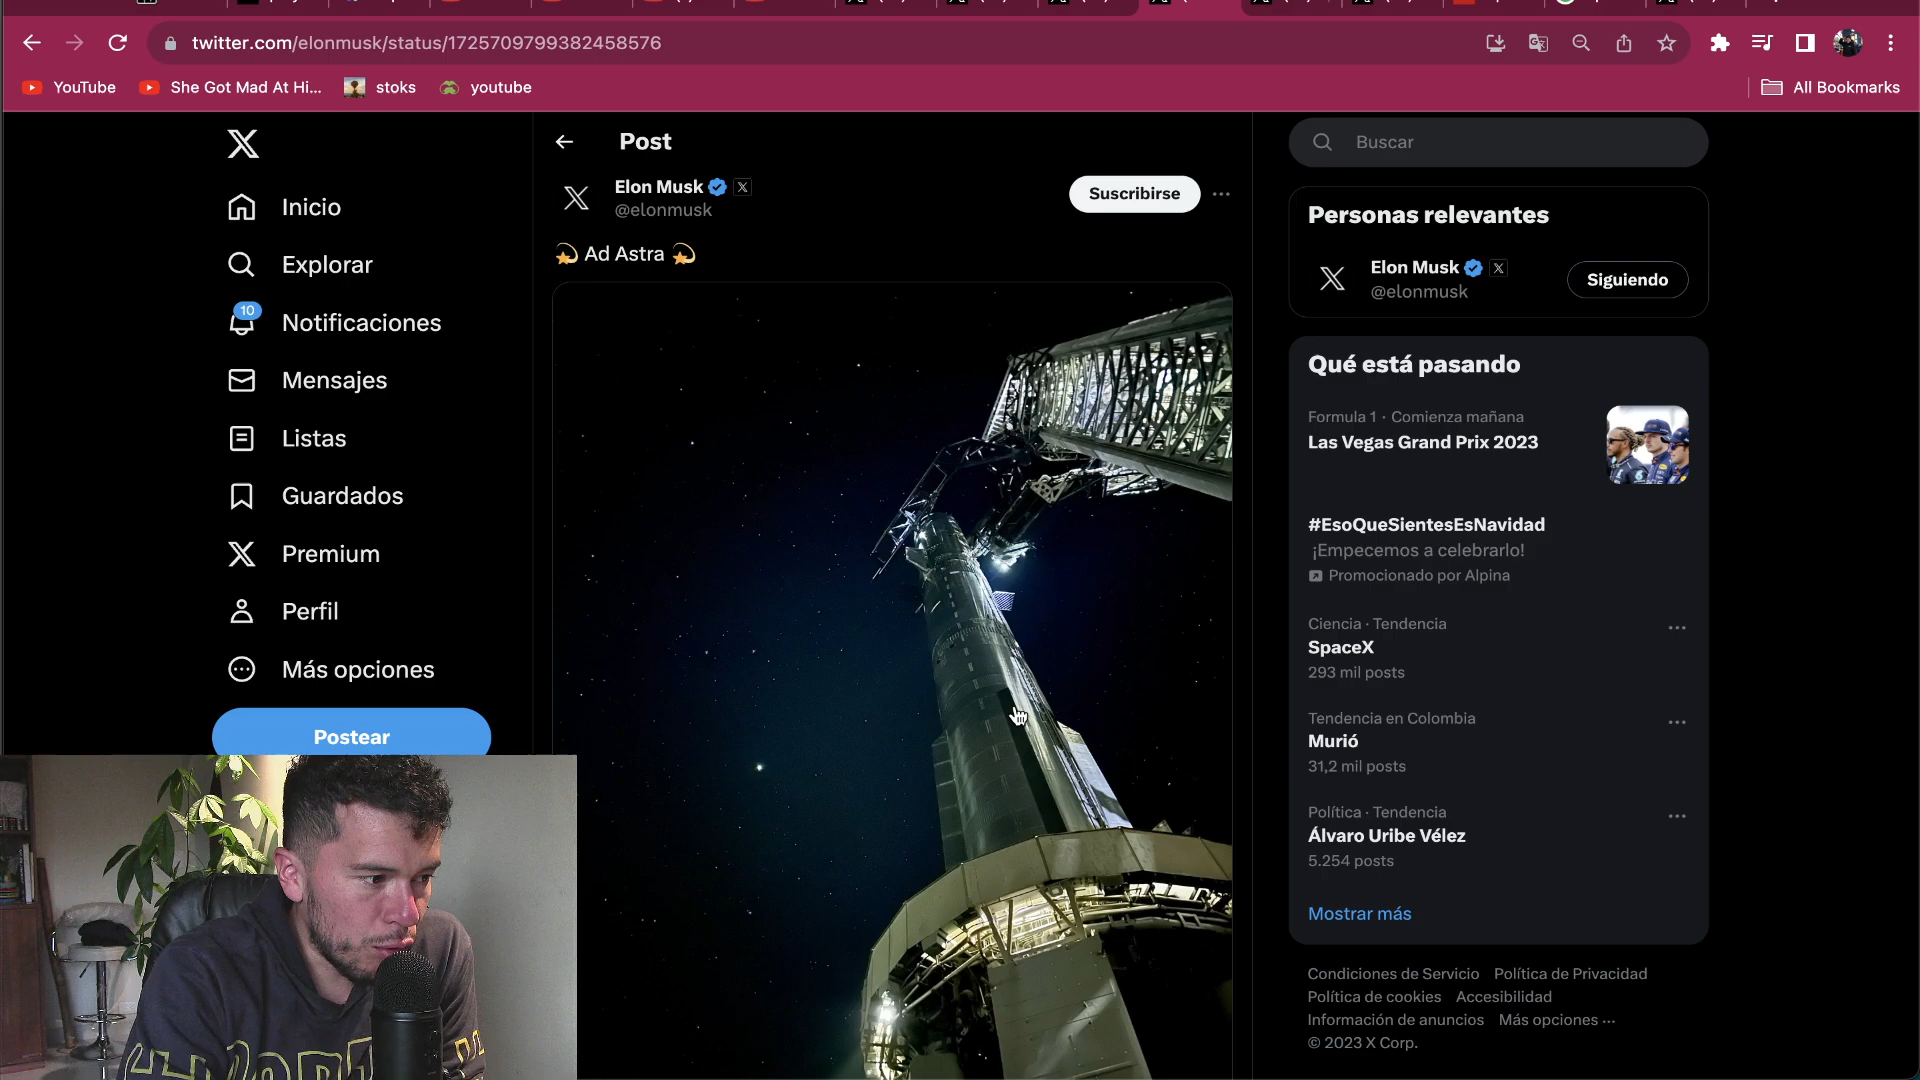 twitter.com/elonmusk/status/1725709799382458576
YouTube
She Got Mad At Hi...
stoks
youtube
All Bookmarks
Inicio
Explorar
10
Notificaciones
Mensajes
Listas
Guardados
Premium
Perfil
Más opciones
Postear
Post
Elon Musk
@elonmusk
Suscribirse
Ad Astra
Buscar
Personas relevantes
Elon Musk
@elonmusk
Siguiendo
Qué está pasando
Formula 1 · Comienza mañana
Las Vegas Grand Prix 2023
#EsoQueSientesEsNavidad
¡Empecemos a celebrarlo!
Promocionado por Alpina
Ciencia · Tendencia
SpaceX
293 mil posts
Tendencia en Colombia
Murió
31,2 mil posts
Política · Tendencia
Álvaro Uribe Vélez
5.254 posts
Mostrar más
Condiciones de Servicio Política de Privacidad
Política de cookies Accesibilidad
Información de anuncios Más opciones ···
© 2023 X Corp.